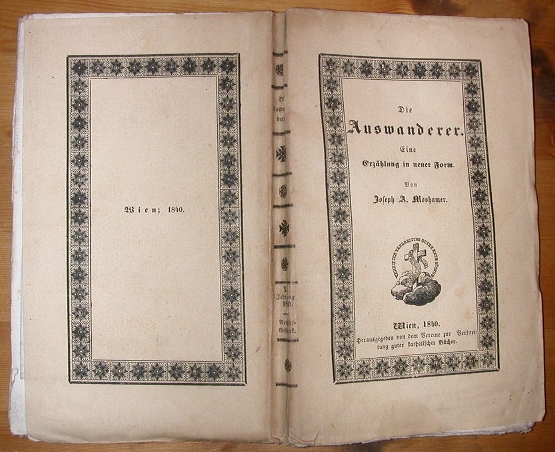 Wien, 1840.
X.
Die
Auswanderer.
Eine
Erzählung in neuer Form.
Von
Joseph A. Moshamer.
Wien, 1840.
Herausgegeben von dem Vereine zur Verbrei
tung guter katholischer Bücher.